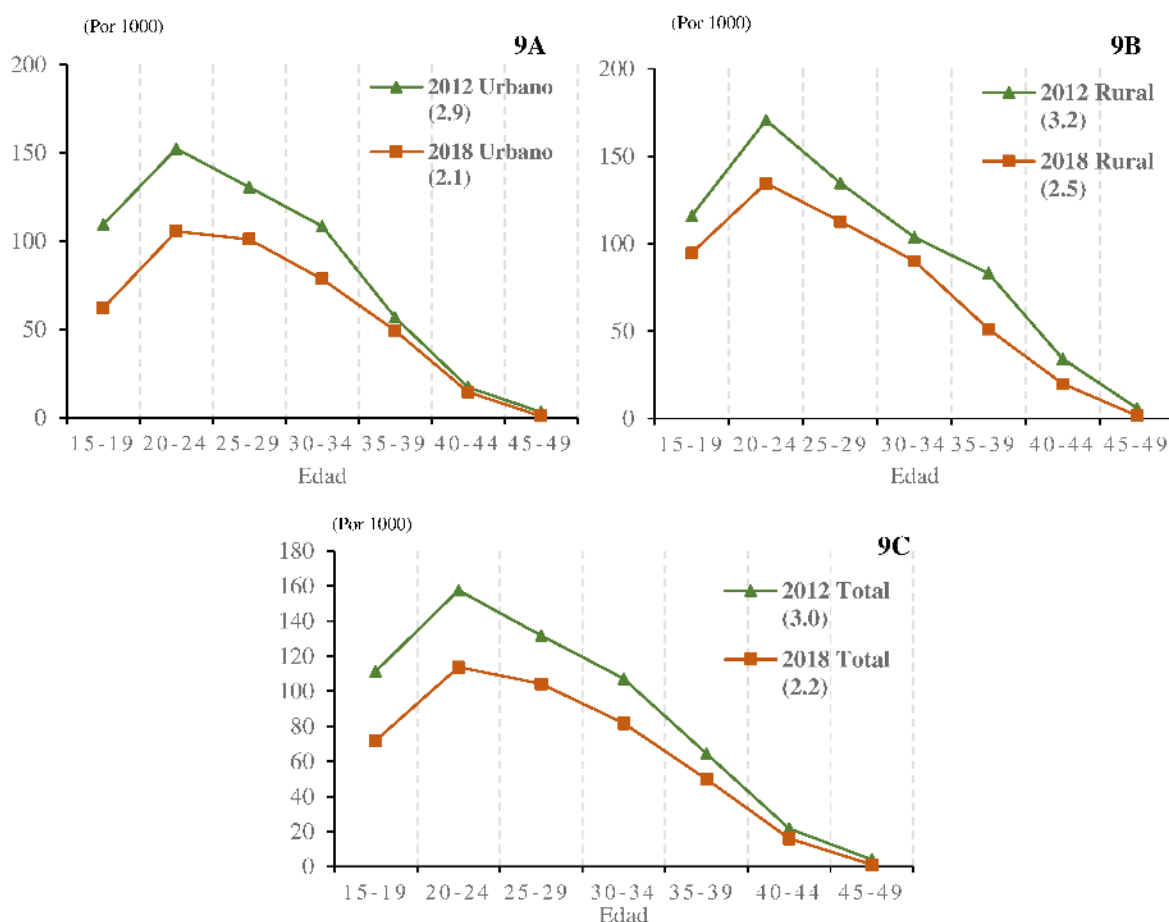 (Por 1000)
9A
200
150
100
50
0
2012 Urbano
(2.9)
2018 Urbano
(2.1)
15-19 20-24 25-29 30-34 35-39 40-44 45-49
Edad
(Por 1000)
9B
200
150
100
50
0
2012 Rural
(3.2)
2018 Rural
(2.5)
15-19 20-24 25-29 30-34 35-39 40-44 45-49
Edad
(Por 1000)
9C
180
160
140
120
100
80
60
40
20
0
2012 Total
(3.0)
2018 Total
(2.2)
15-19 20-24 25-29 30-34 35-39 40-44 45-49
Edad